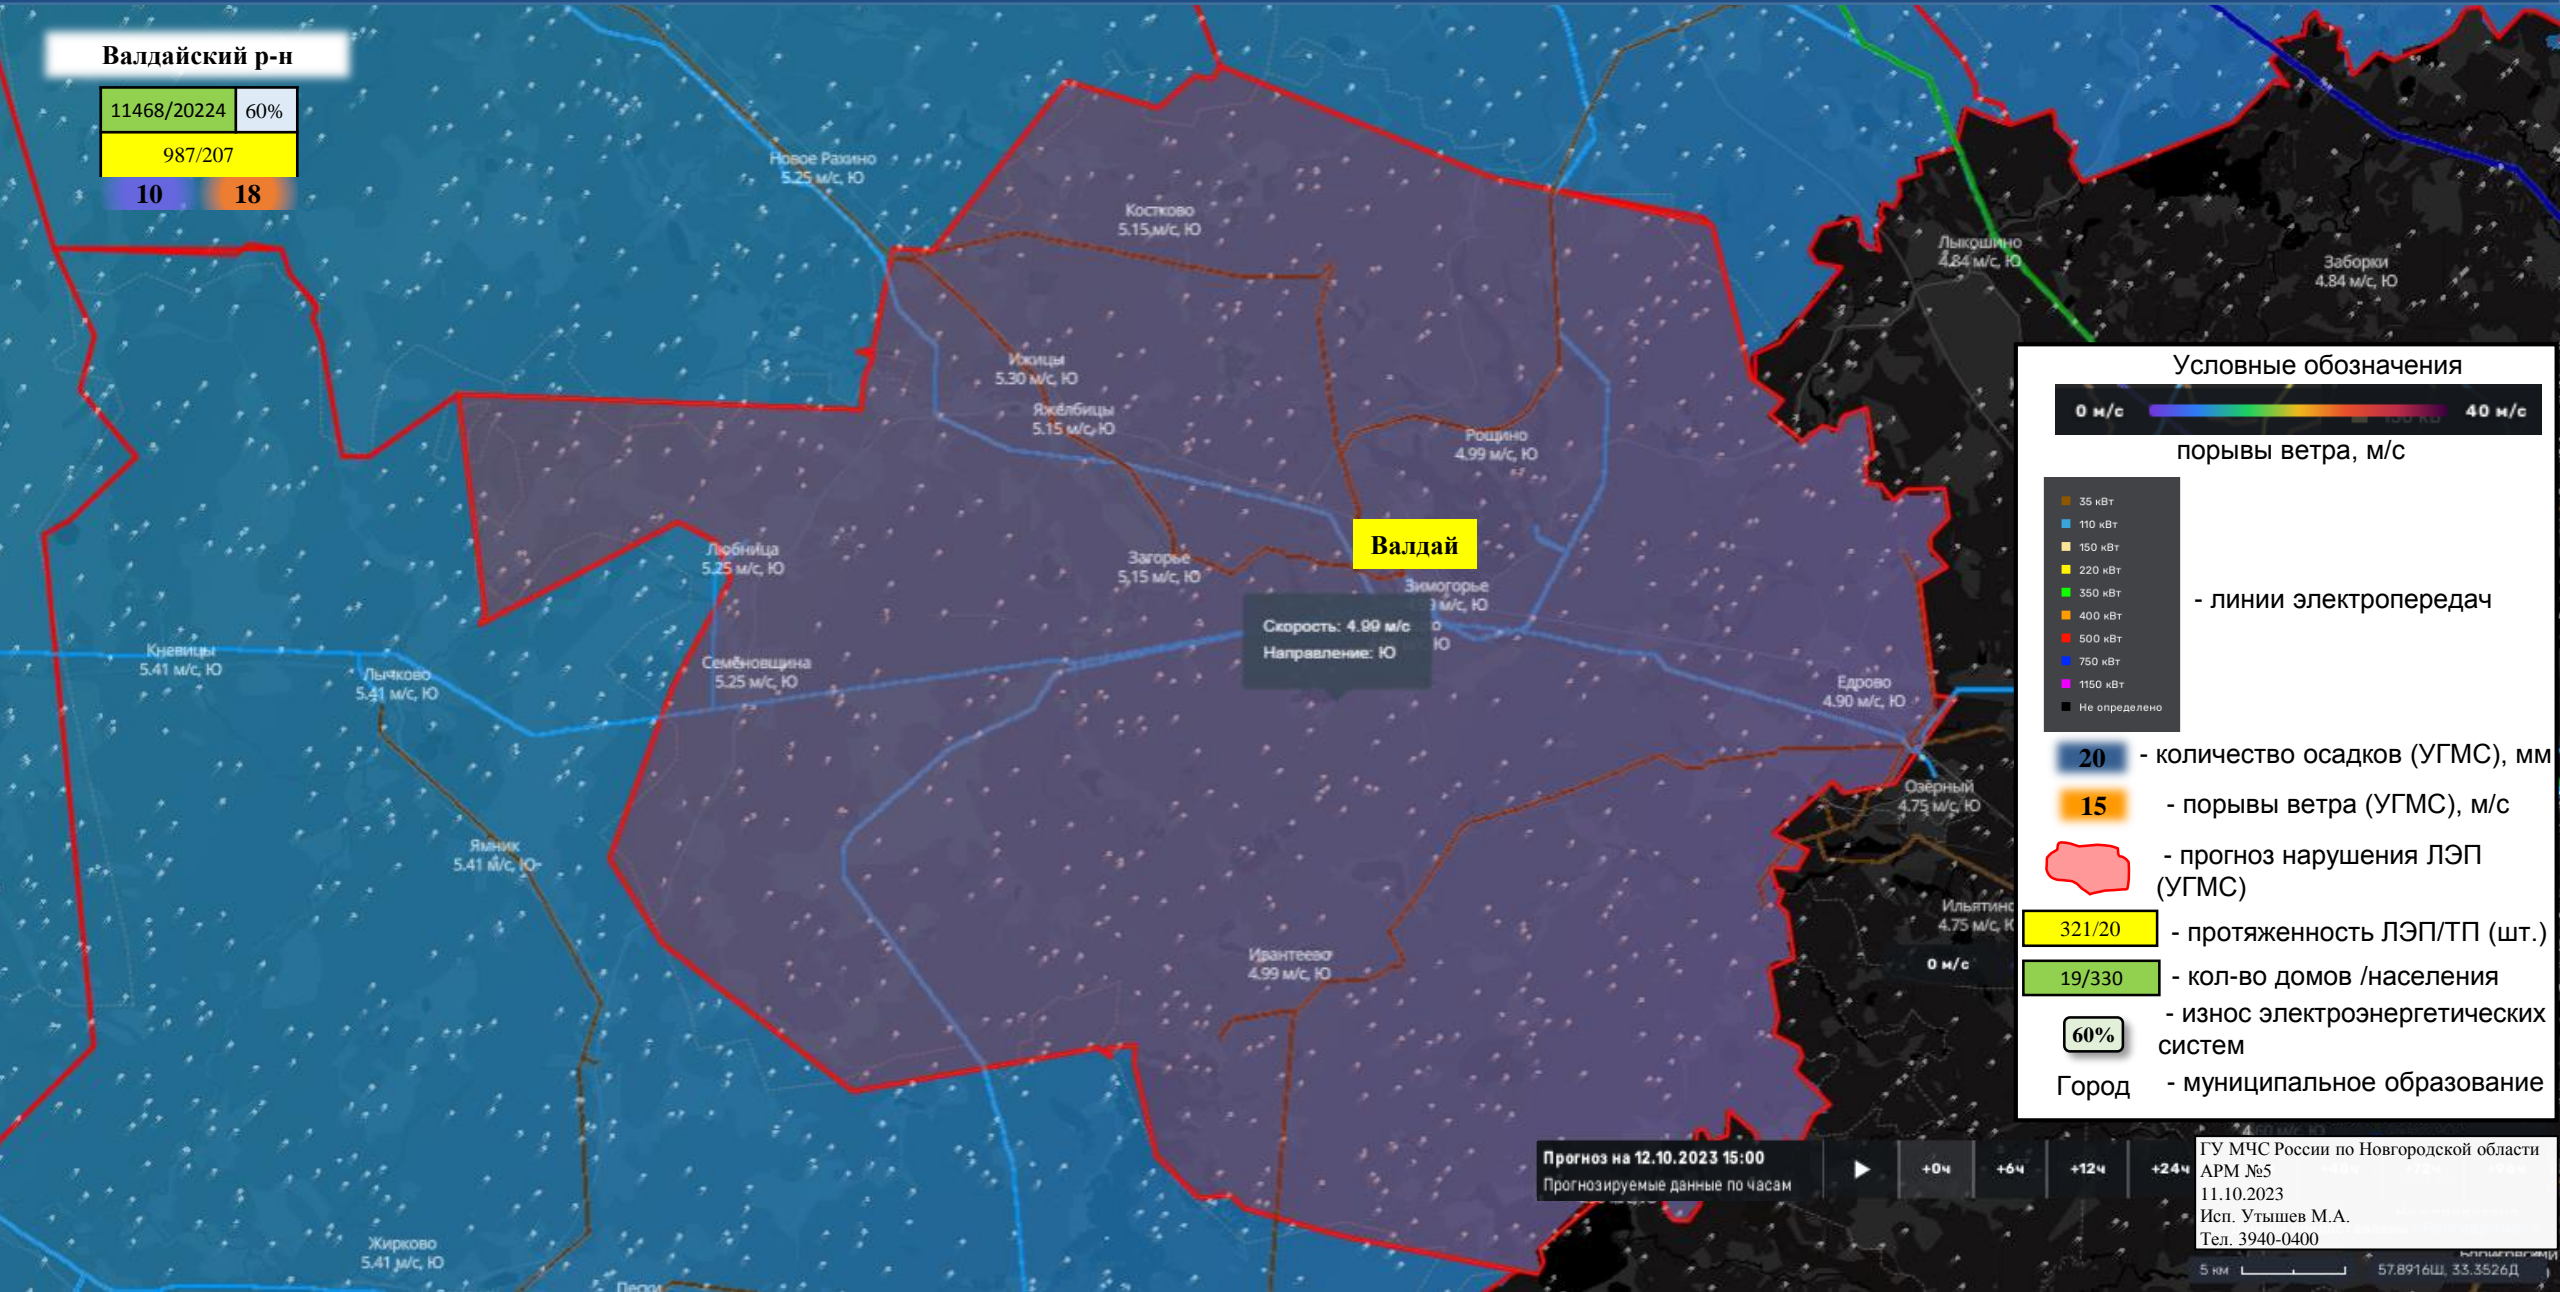 Валдайский р-н
11468/20224
60%
987/207
10
18
Новое Рахино
5.25 м/с, Ю
Костково
5.15 м/с, Ю
Лыкошино
4.84 м/с, Ю
Заборки
4.84 м/с, Ю
Ижицы
5.30 м/с, Ю
Яжелбицы
5.15 м/с, Ю
Рощино
4.99 м/с, Ю
Валдай
Любница
5.25 м/с, Ю
Загорье
5.15 м/с, Ю
Зимогорье
м/с, Ю
Скорость: 4.99 м/с
Направление: Ю
Ю
Кневицы
5.41 м/с, Ю
Лычково
5.41 м/с, Ю
Семёновщина
5.25 м/с, Ю
Едрово
4.90 м/с, Ю
Озёрный
4.75 м/с, Ю
Ямник
5.41 м/с, Ю
Ильятино
4.75 м/с, Ю
Ивантеево
4.99 м/с, Ю
0 м/с
Жирково
5.41 м/с, Ю
Пески
Условные обозначения
0 м/с
40 м/с
порывы ветра, м/с
35 кВт
110 кВт
150 кВт
220 кВт
350 кВт
400 кВт
500 кВт
750 кВт
1150 кВт
Не определено
- линии электропередач
20 - количество осадков (УГМС), мм
15 - порывы ветра (УГМС), м/с
- прогноз нарушения ЛЭП
(УГМС)
321/20 - протяженность ЛЭП/ТП (шт.)
19/330 - кол-во домов /населения
60% - износ электроэнергетических
систем
Город - муниципальное образование
Прогноз на 12.10.2023 15:00
Прогнозируемые данные по часам
+0ч
+6ч
+12ч
+24ч
ГУ МЧС России по Новгородской области
АРМ №5
11.10.2023
Исп. Утышев М.А.
Тел. 3940-0400
5 км
57.8916Ш, 33.3526Д